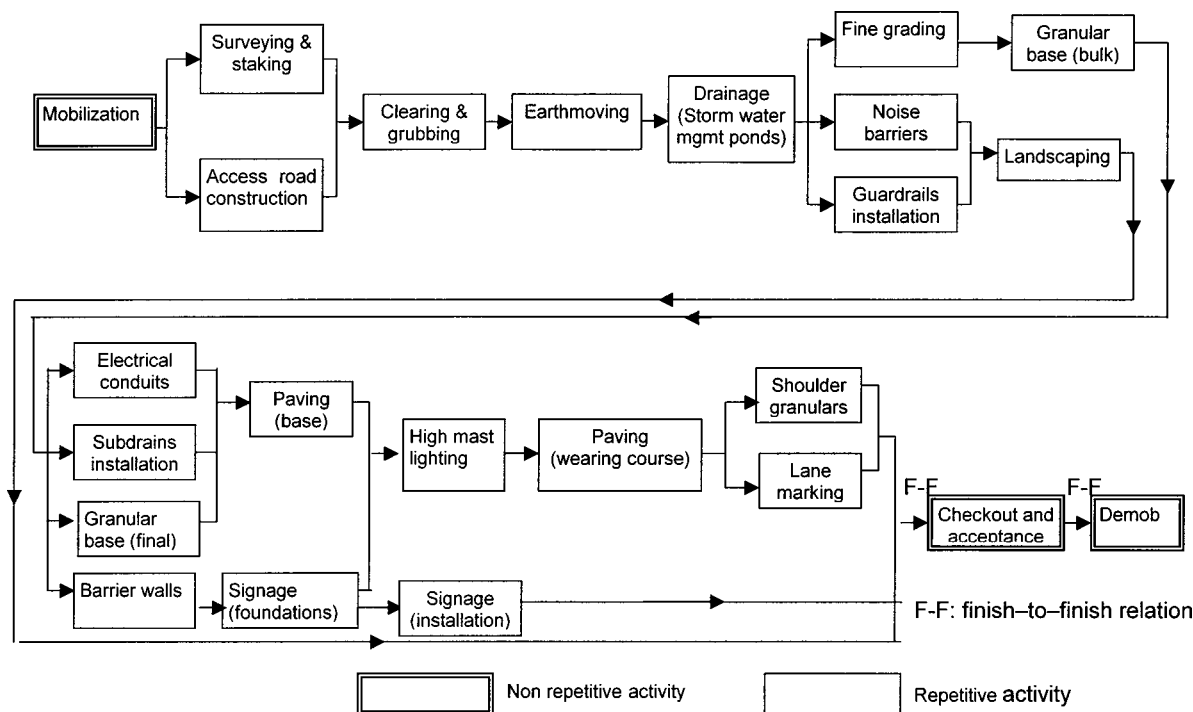 Mobilization
Surveying &
staking
Access road
construction
Clearing &
grubbing
Earthmoving
Drainage
(Storm water
mgmt ponds)
Fine grading
Granular
base (bulk)
Noise
barriers
Guardrails
installation
Landscaping
Electrical
conduits
Subdrains
installation
Granular
base (final)
Barrier walls
Paving
(base)
Signage
(foundations)
High mast
lighting
Signage
(installation)
Paving
(wearing course)
Shoulder
granulars
Lane
marking
F-F
Checkout and
acceptance
F-F
Demob
F-F: finish–to–finish relation
Non repetitive activity
Repetitive activity